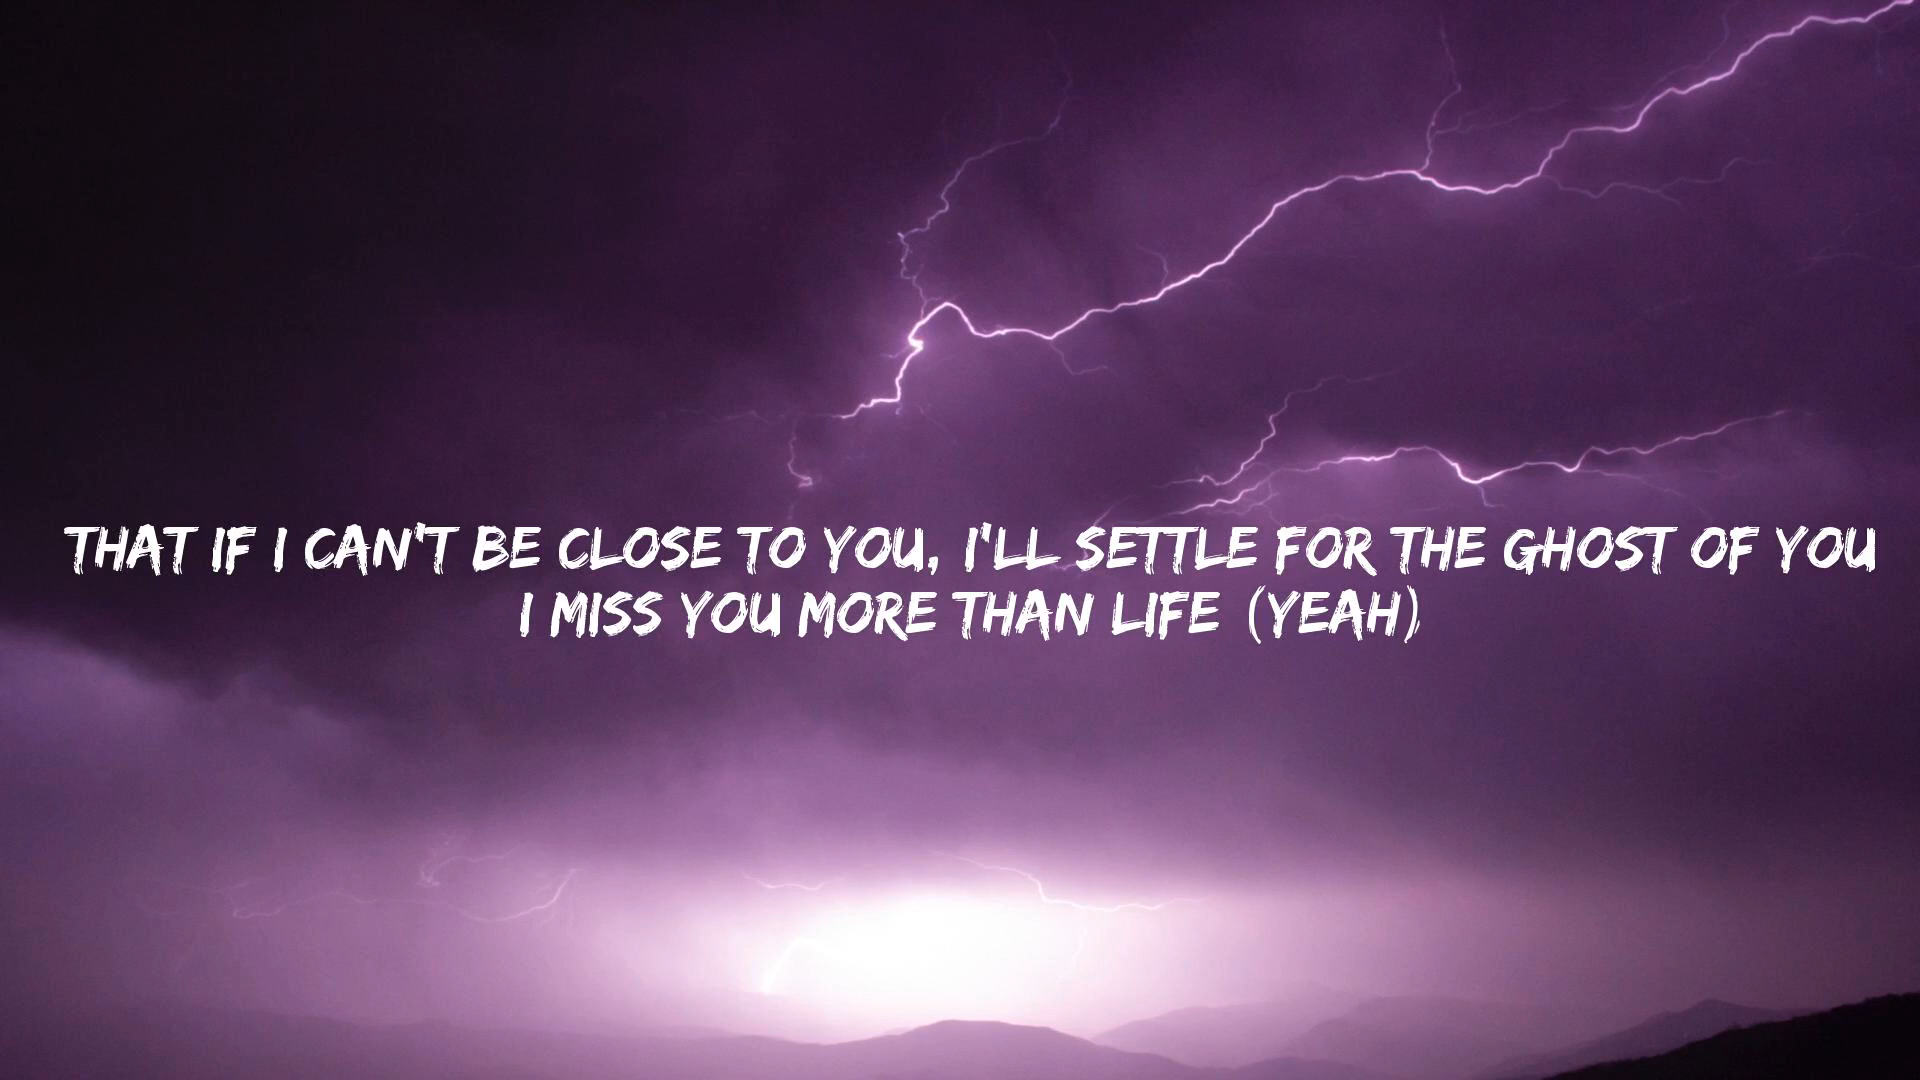 THAT IF I CAN'T BE CLOSE TO YOU, I'LL SETTLE FOR THE GHOST OF YOU
I MISS YOU MORE THAN LIFE (YEAH)